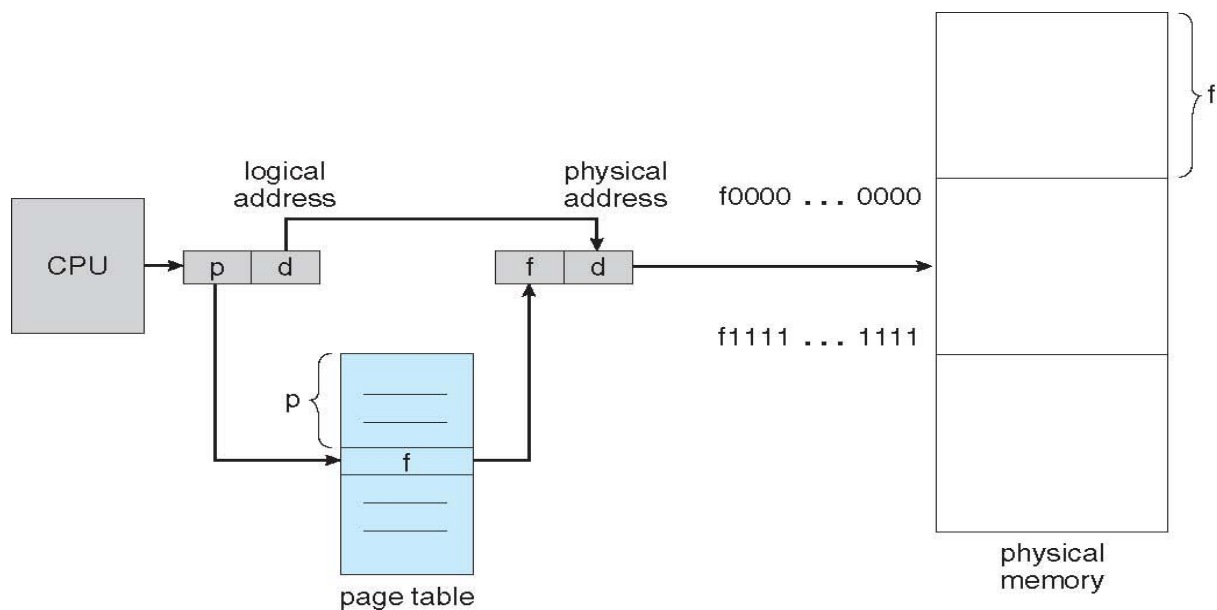 logical
address
physical
address
CPU
p
d
f
d
f0000 ... 0000
f1111 ... 1111
f
p
f
page table
physical
memory